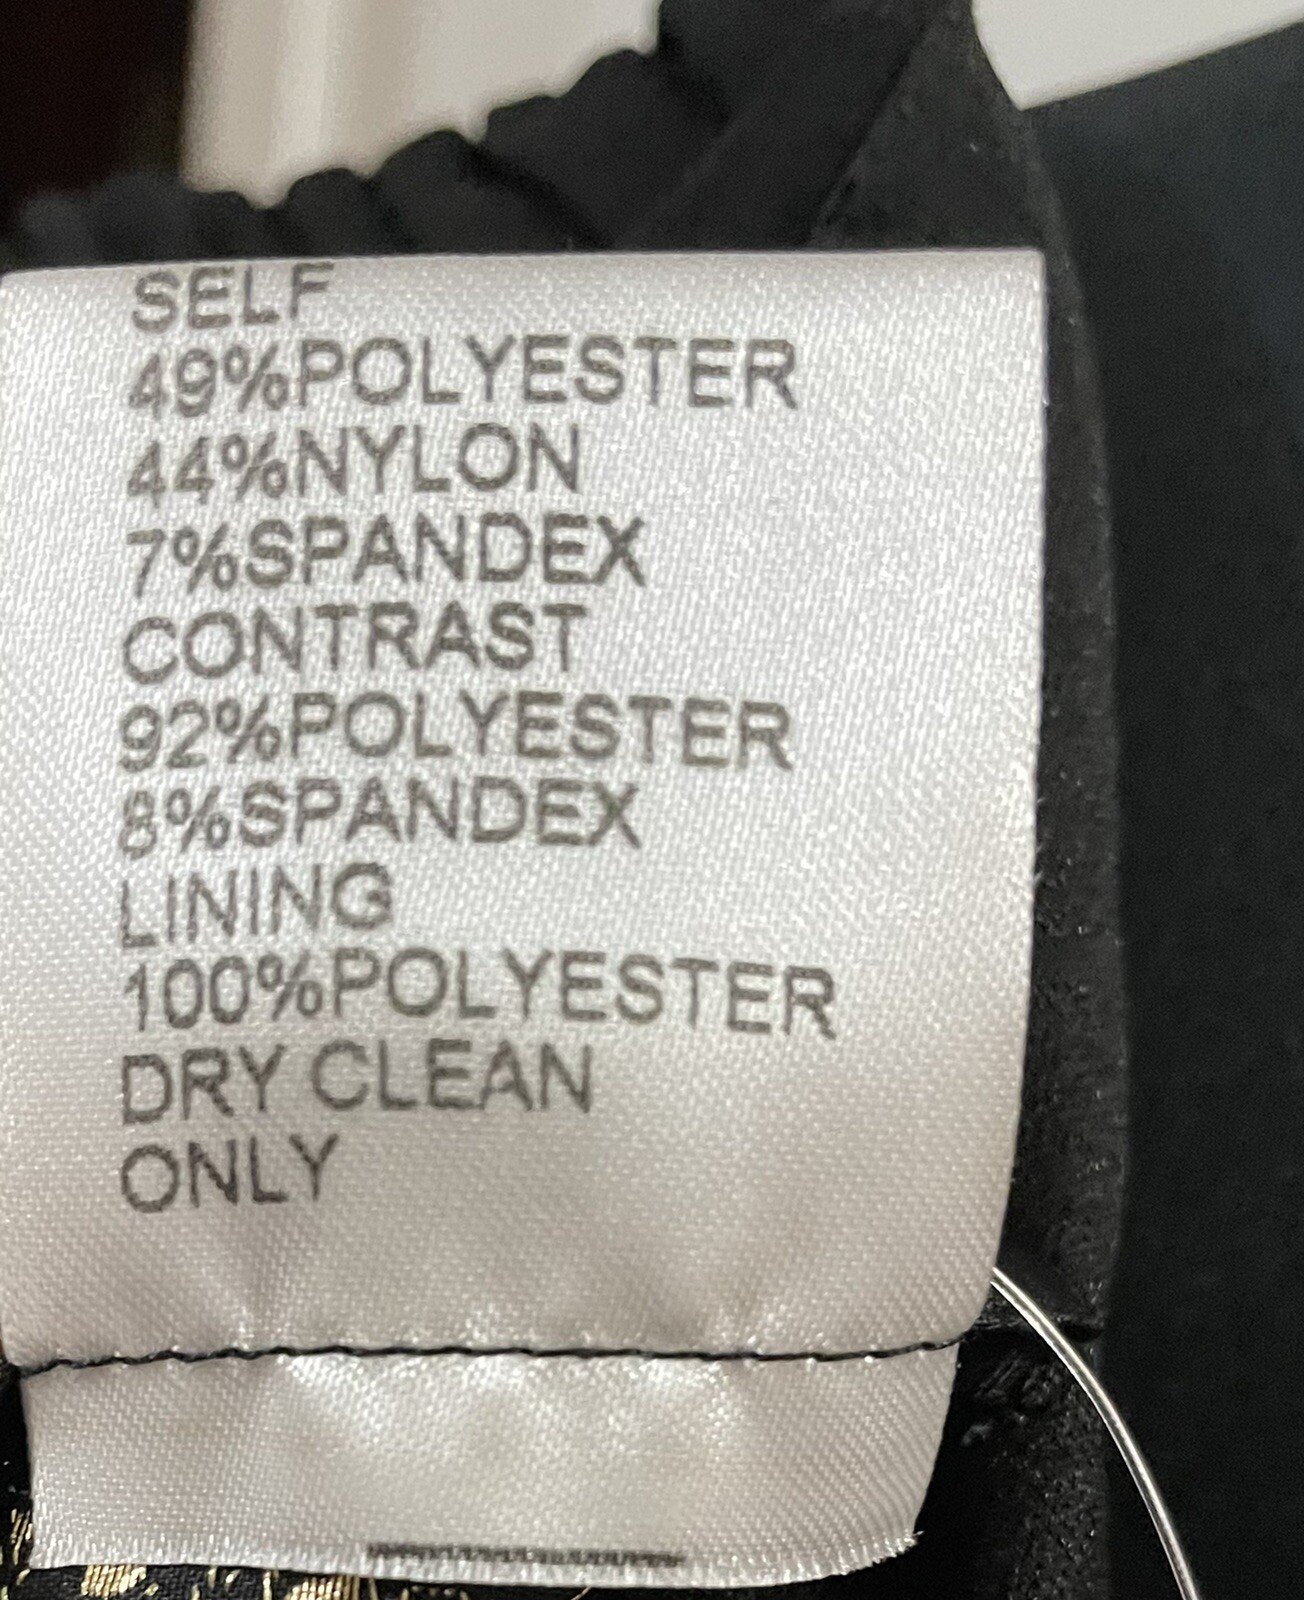 SELF
49%POLYESTER
44%NYLON
7%SPANDEX
CONTRAST
92%POLYESTER
8%SPANDEX
LINING
100%POLYESTER
DRY CLEAN
ONLY